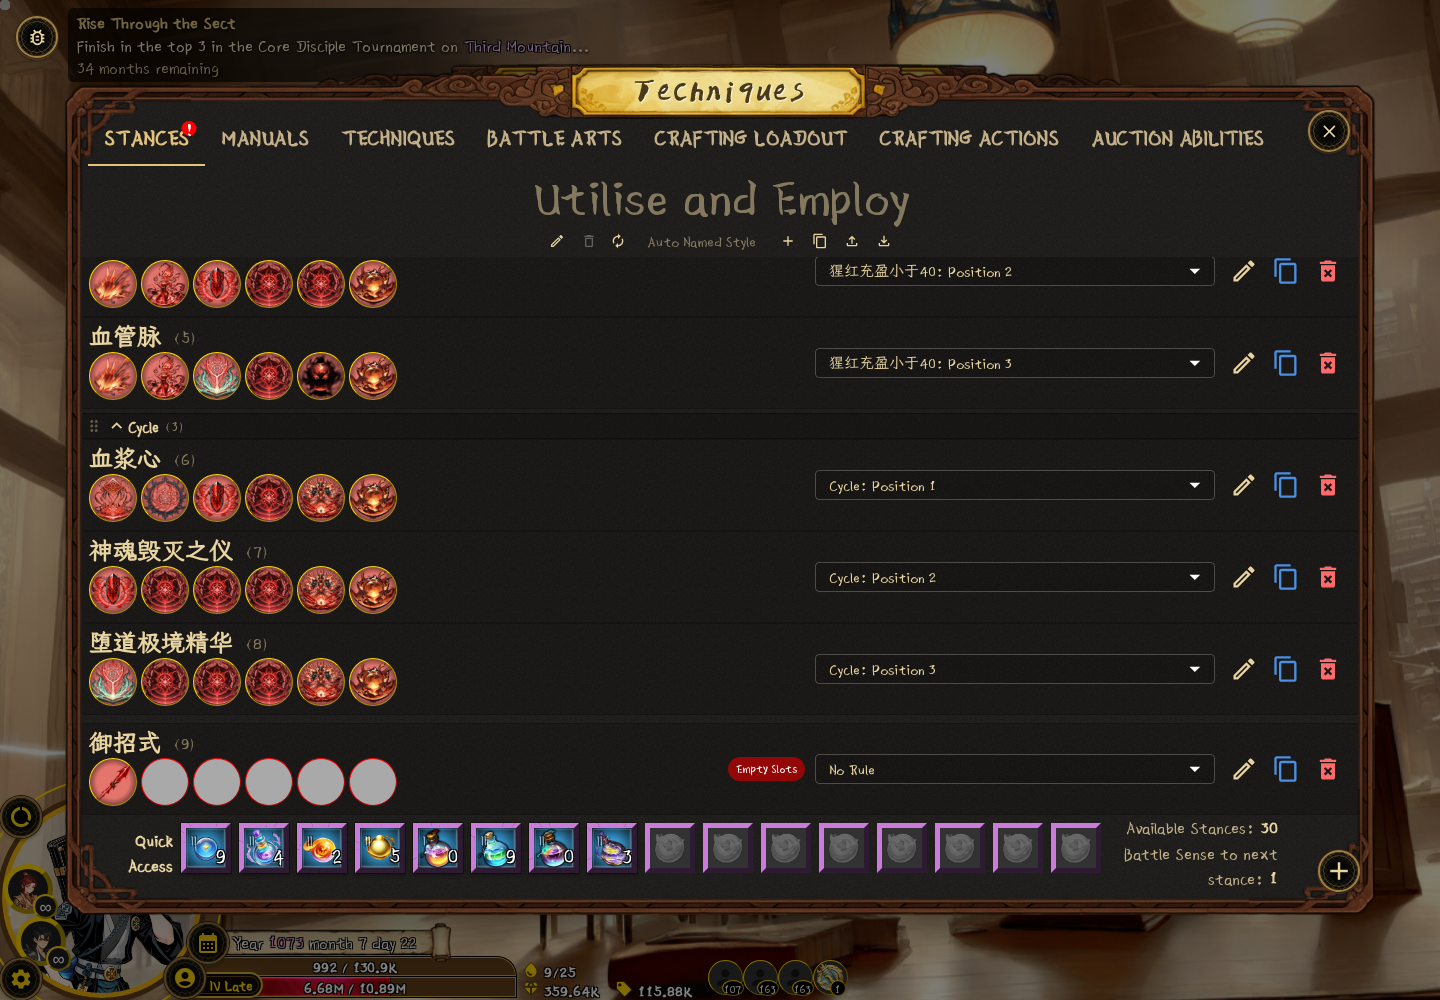 Rise Through the Sect
Finish in the top 3 in the Core Disciple Tournament on Third Mountain...
34 months remaining
Techniques
STANCES MANUALS TECHNIQUES BATTLE ARTS CRAFTING LOADOUT CRAFTING ACTIONS AUCTION ABILITIES
Utilise and Employ
Auto Named Style
猩红充盈小于40: Position 2
血管脉 (5)
猩红充盈小于40: Position 3
Cycle (3)
血浆心 (6)
Cycle: Position 1
神魂毁灭之仪 (7)
Cycle: Position 2
堕道极境精华 (8)
Cycle: Position 3
御招式 (9)
Empty Slots No Rule
Quick Access
9 4 2 5 0 9 0 3
Available Stances: 30
Battle Sense to next
stance: 1
Year 1073 month 7 day 22
992 / 130.9K
IV Late
6.68M / 10.89M
9/25
359.64K
115.88K
107 163 163 1